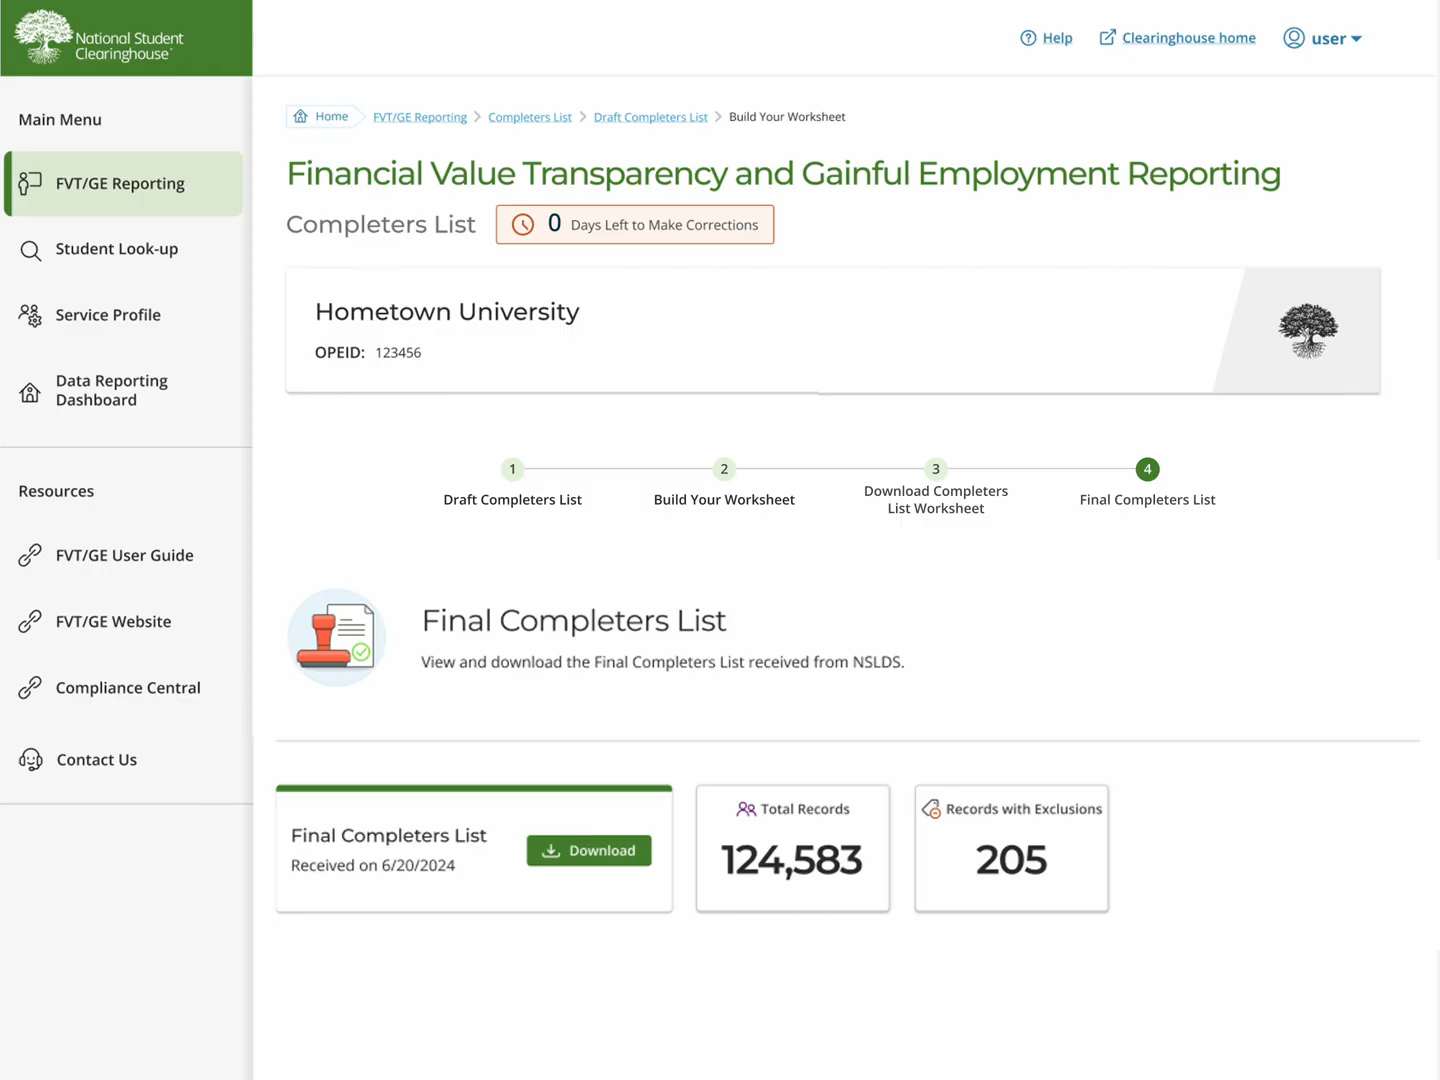 National Student
Clearinghouse
Help
Clearinghouse home
user
Main Menu
FVT/GE Reporting
Student Look-up
Service Profile
Data Reporting
Dashboard
Resources
FVT/GE User Guide
FVT/GE Website
Compliance Central
Contact Us
Home
FVT/GE Reporting
Completers List
Draft Completers List
Build Your Worksheet
Financial Value Transparency and Gainful Employment Reporting
Completers List
0 Days Left to Make Corrections
Hometown University
OPEID: 123456
1
Draft Completers List
2
Build Your Worksheet
3
Download Completers
List Worksheet
4
Final Completers List
Final Completers List
View and download the Final Completers List received from NSLDS.
Final Completers List
Received on 6/20/2024
Download
Total Records
124,583
Records with Exclusions
205